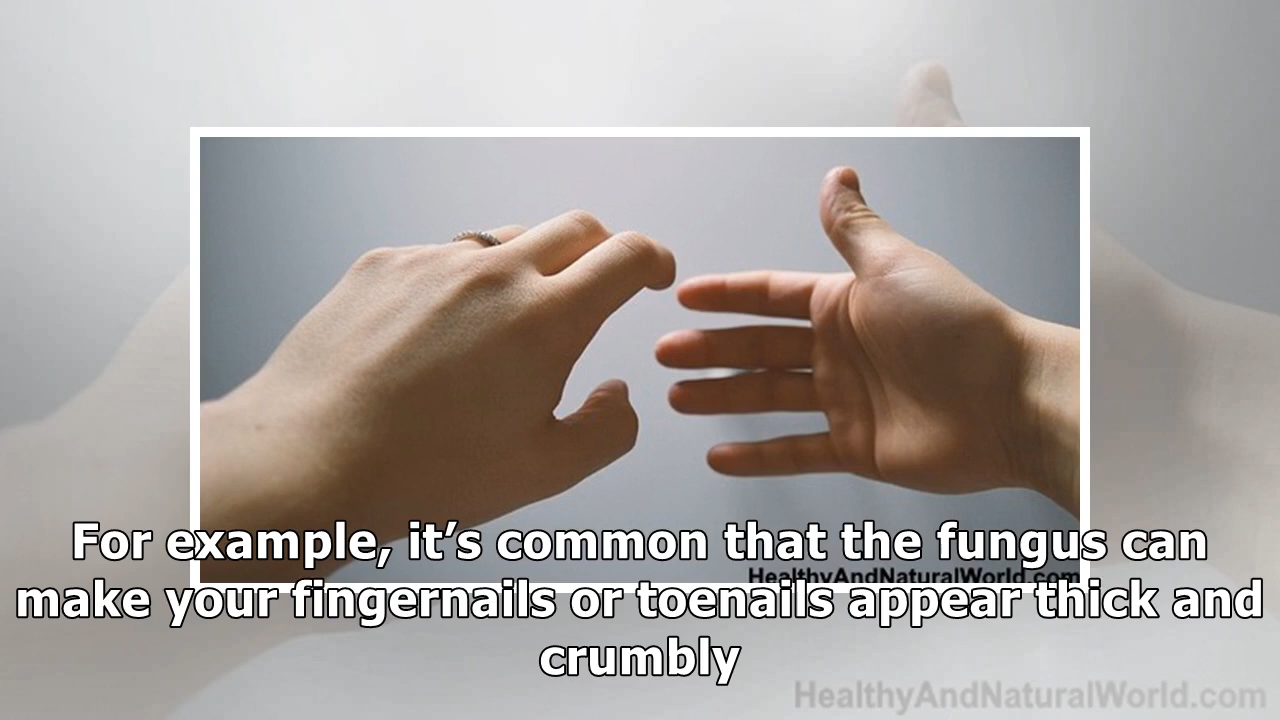 For example, it’s common that the fungus can
HealthyAndNaturalWorld.com
make your fingernails or toenails appear thick and
crumbly
HealthyAndNaturalWorld.com